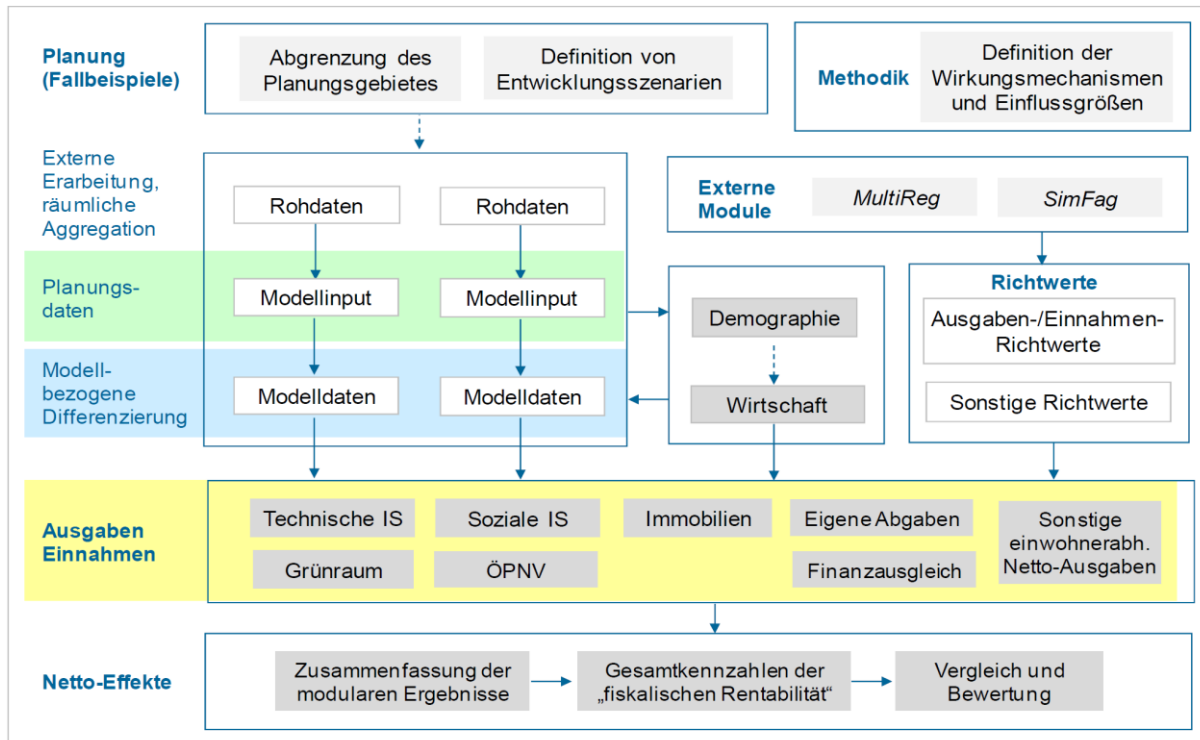 Planung
(Fallbeispiele)
Abgrenzung des
Planungsgebietes
Definition von
Entwicklungsszenarien
Methodik
Definition der
Wirkungsmechanismen
und Einflussgrößen
Externe
Erarbeitung,
räumliche
Aggregation
Rohdaten
Rohdaten
Externe
Module
MultiReg
SimFag
Planungs-
daten
Modellinput
Modellinput
Demographie
Richtwerte
Ausgaben-/Einnahmen-
Richtwerte
Modell-
bezogene
Differenzierung
Modelldaten
Modelldaten
Wirtschaft
Sonstige Richtwerte
Ausgaben
Einnahmen
Technische IS
Soziale IS
Immobilien
Eigene Abgaben
Sonstige
einwohnerabh.
Netto-Ausgaben
Grünraum
ÖPNV
Finanzausgleich
Netto-Effekte
Zusammenfassung der
modularen Ergebnisse
Gesamtkennzahlen der
„fiskalischen Rentabilität“
Vergleich und
Bewertung